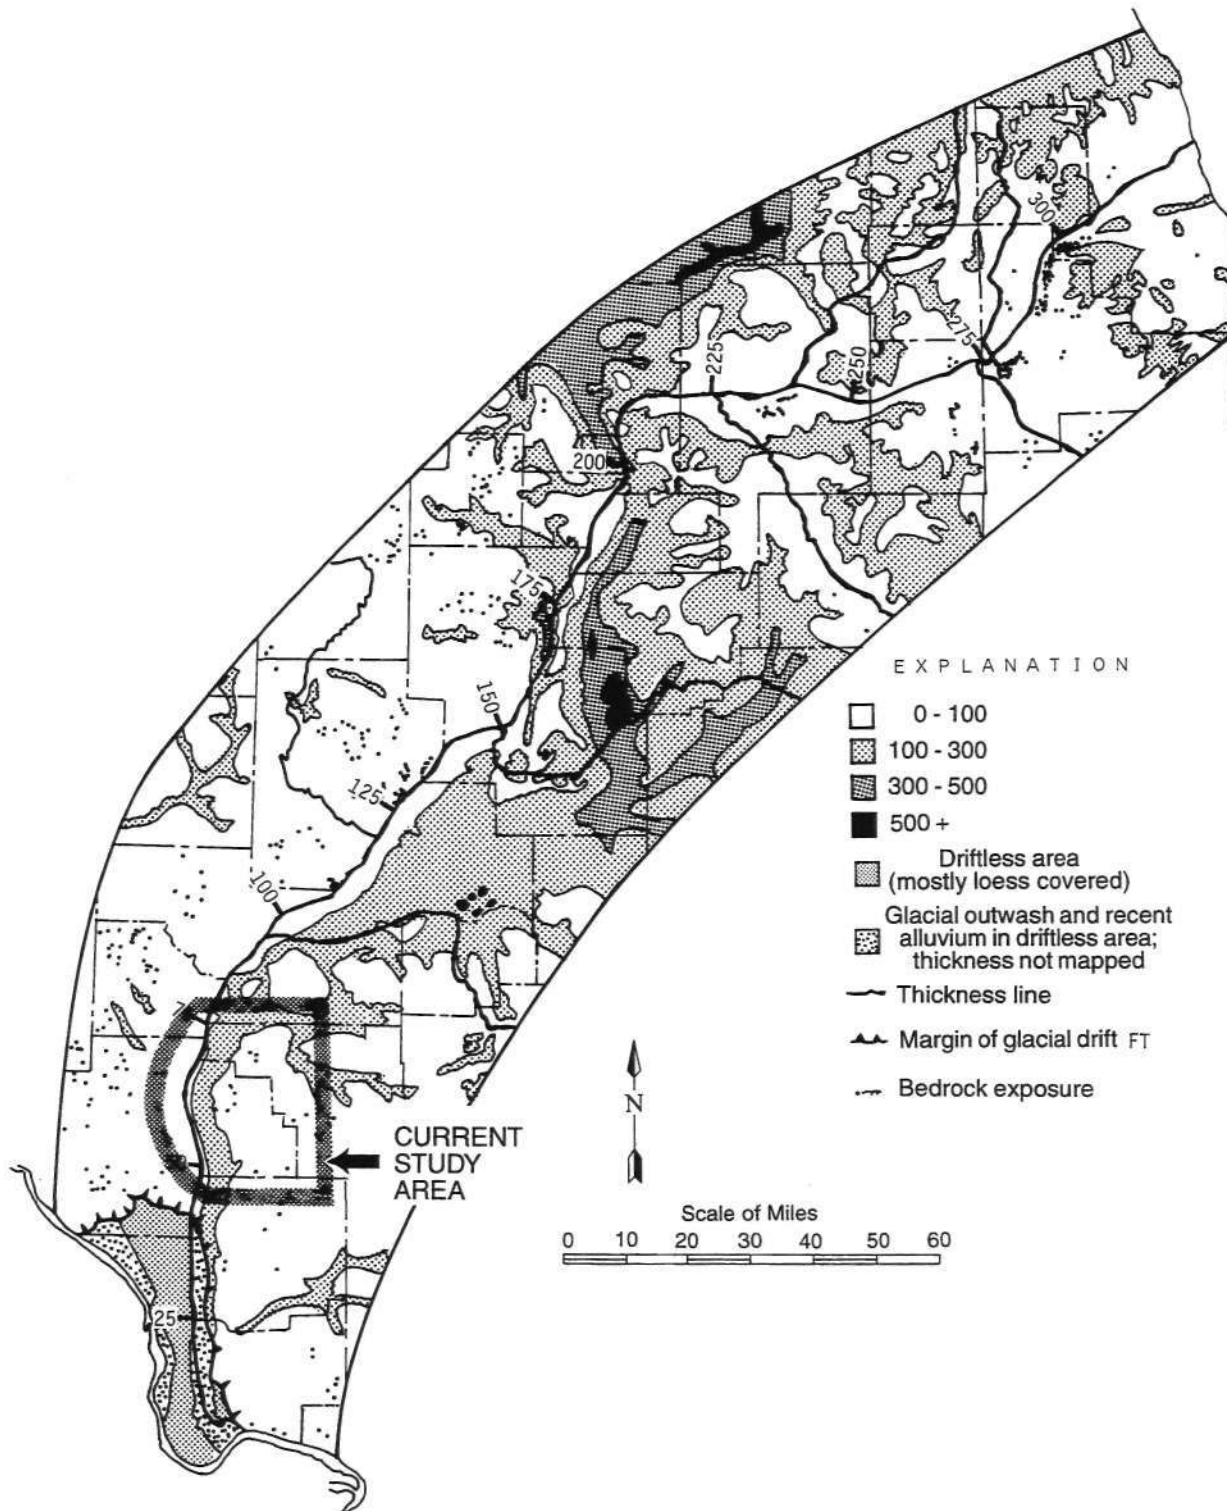 300
275
225
250
200
175
150
125
100
25
EXPLANATION
0 - 100
100 - 300
300 - 500
500 +
Driftless area
(mostly loess covered)
Glacial outwash and recent
alluvium in driftless area;
thickness not mapped
Thickness line
Margin of glacial drift FT
Bedrock exposure
N
CURRENT
STUDY
AREA
Scale of Miles
0 10 20 30 40 50 60